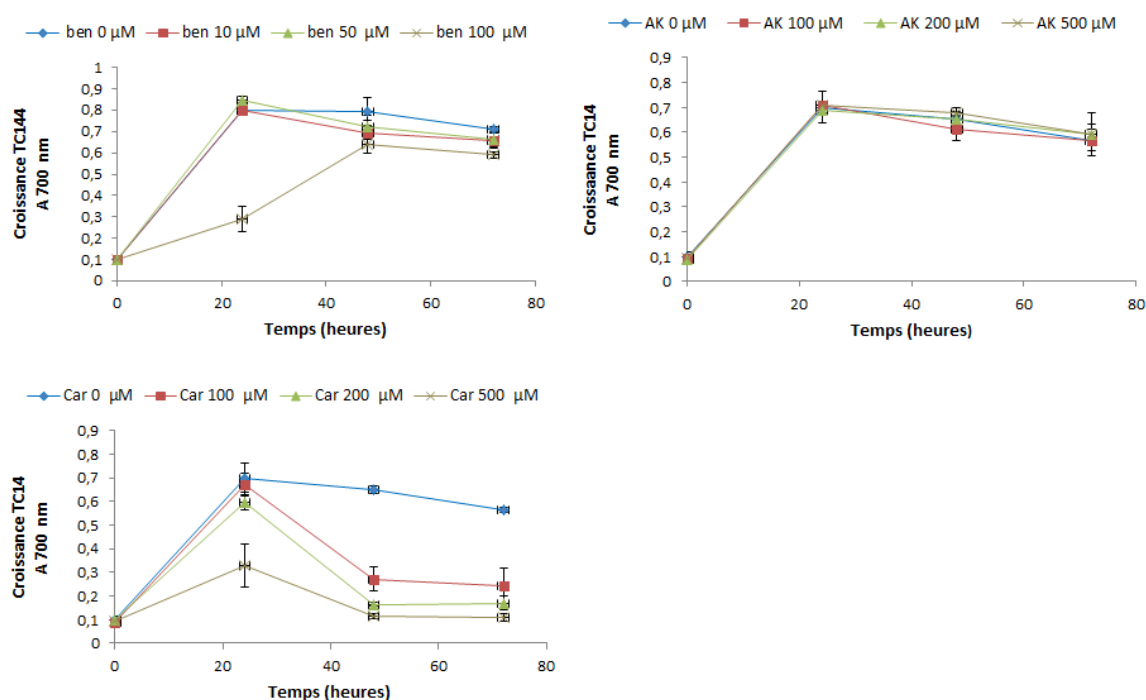 ben 0 µM ben 10 µM ben 50 µM ben 100 µM
Croissance TC144
A 700 nm
1
0,9
0,8
0,7
0,6
0,5
0,4
0,3
0,2
0,1
0
0 20 40 60 80
Temps (heures)
AK 0 µM AK 100 µM AK 200 µM AK 500 µM
Croissaance TC14
A 700 nm
0,9
0,8
0,7
0,6
0,5
0,4
0,3
0,2
0,1
0
0 20 40 60 80
Temps (heures)
Car 0 µM Car 100 µM Car 200 µM Car 500 µM
Croissance TC14
A 700 nm
0,9
0,8
0,7
0,6
0,5
0,4
0,3
0,2
0,1
0
0 20 40 60 80
Temps (heures)